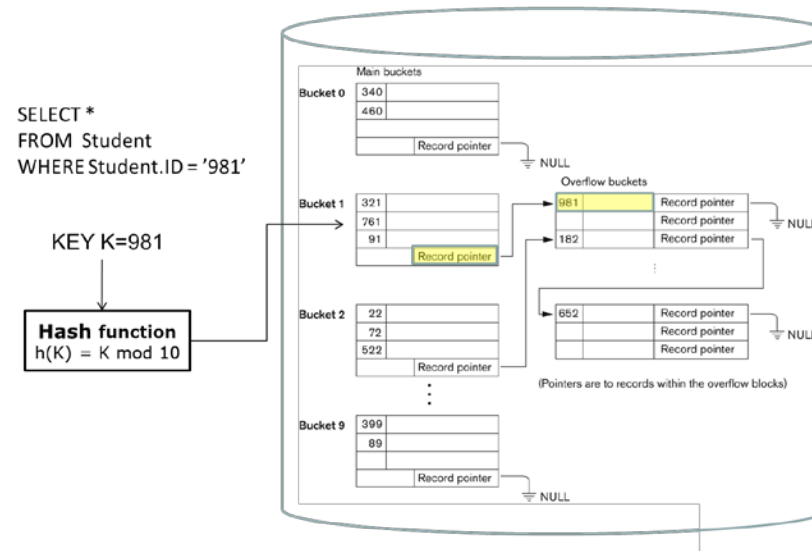 SELECT *
FROM Student
WHERE Student.ID = '981'
KEY K=981
Hash function
h(K) = K mod 10
Main buckets
Bucket 0
340
460
Record pointer
NULL
Bucket 1
321
761
91
Record pointer
Overflow buckets
981 Record pointer
Record pointer
NULL
182 Record pointer
Bucket 2
22
72
522
Record pointer
652 Record pointer
Record pointer
NULL
Record pointer
(Pointers are to records within the overflow blocks)
Bucket 9
399
89
Record pointer
NULL